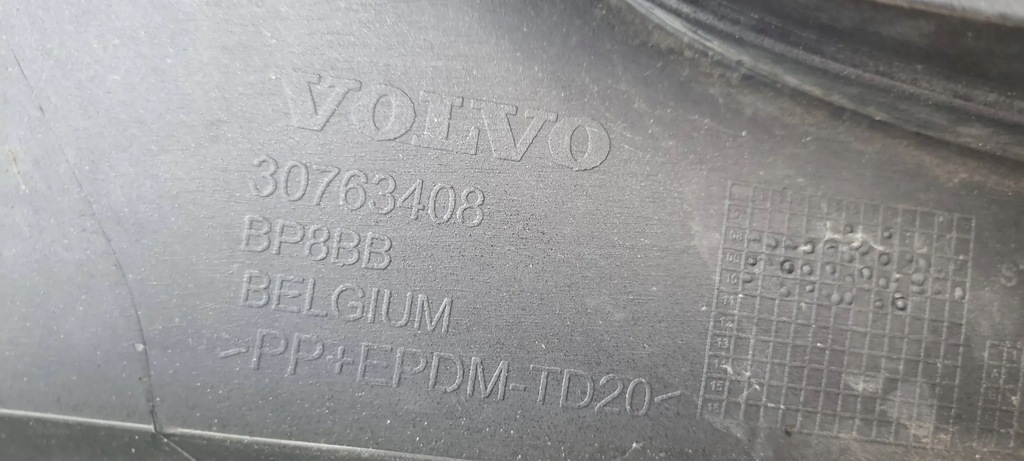 VOLVO
30763408
BP8BB
BELGIUM
>PP+EPDM-TD20<